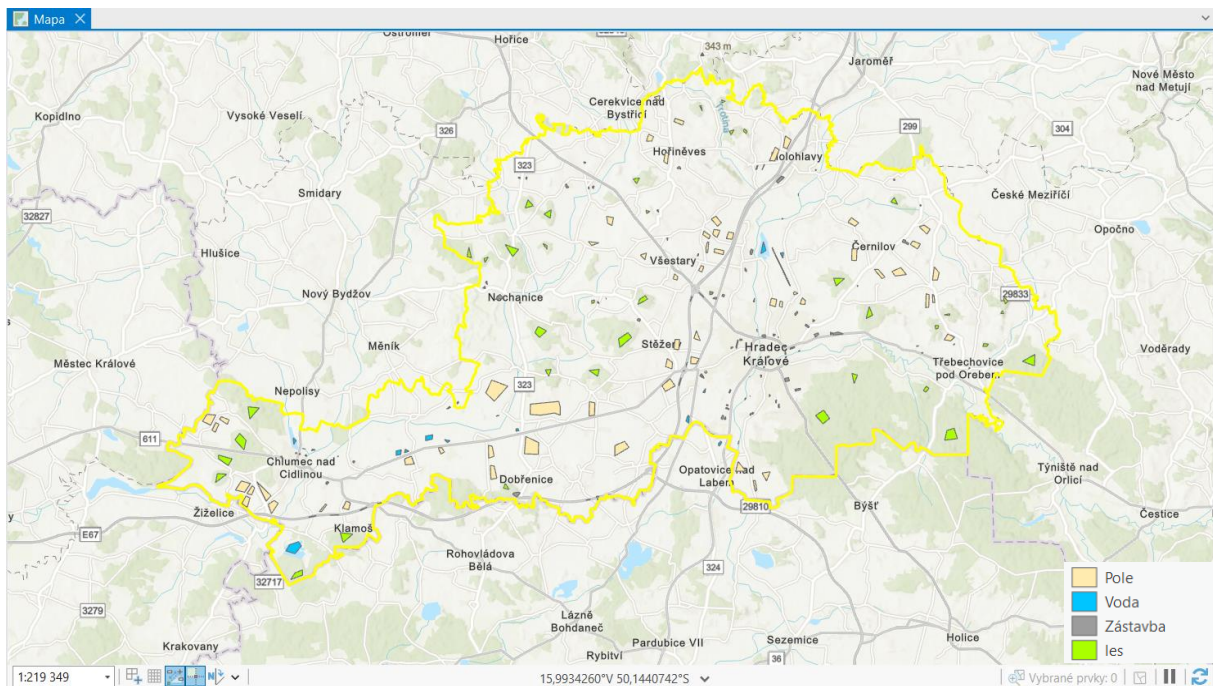 Mapa
Ostroměř
Hořice
343 m
Jaroměř
Nové Město
nad Metují
Kopidlno
Vysoké Veselí
Cerekvice nad
Bystřicí
Trotina
326
299
304
323
Hořiněves
Smidary
České Meziříčí
32827
Opočno
Hlušice
Všestary
Černilov
Nový Bydžov
Nechanice
29833
Měník
Stěžery
Hradec
Králové
Voděrady
Městec Králové
Třebechovice
pod Orebem
Nepolisy
323
611
Chlumec nad
Cidlinou
Dobřenice
Opatovice nad
Labem
Týniště nad
Orlicí
Žiželice
29810
Býšť
Čestice
E67
Klamoš
Rohovládova
Bělá
324
32717
3279
Lázně
Bohdaneč
Pardubice VII
Sezemice
Holice
Krakovany
Rybitví
36
Pole
Voda
Zástavba
les
1:219 349
N
15,9934260°V 50,1440742°S
Vybrané prvky: 0